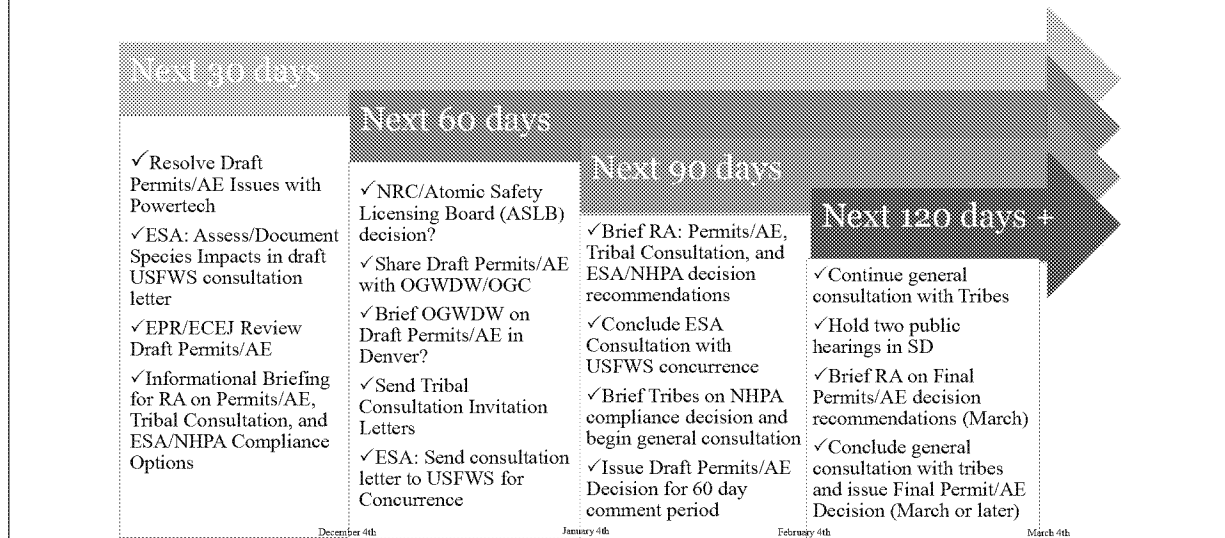 Next 30 days
✓Resolve Draft
Permits/AE Issues with
Powertech
✓ESA: Assess/Document
Species Impacts in draft
USFWS consultation
letter
✓EPR/ECEJ Review
Draft Permits/AE
✓Informational Briefing
for RA on Permits/AE,
Tribal Consultation, and
ESA/NHPA Compliance
Options
December 4th
Next 60 days
✓NRC/Atomic Safety
Licensing Board (ASLB)
decision?
✓Share Draft Permits/AE
with OGWDW/OGC
✓Brief OGWDW on
Draft Permits/AE in
Denver?
✓Send Tribal
Consultation Invitation
Letters
✓ESA: Send consultation
letter to USFWS for
Concurrence
January 4th
Next 90 days
✓Brief RA: Permits/AE,
Tribal Consultation, and
ESA/NHPA decision
recommendations
✓Conclude ESA
Consultation with
USFWS concurrence
✓Brief Tribes on NHPA
compliance decision and
begin general consultation
✓Issue Draft Permits/AE
Decision for 60 day
comment period
February 4th
Next 120 days +
✓Continue general
consultation with Tribes
✓Hold two public
hearings in SD
✓Brief RA on Final
Permits/AE decision
recommendations (March)
✓Conclude general
consultation with tribes
and issue Final Permit/AE
Decision (March or later)
March 4th